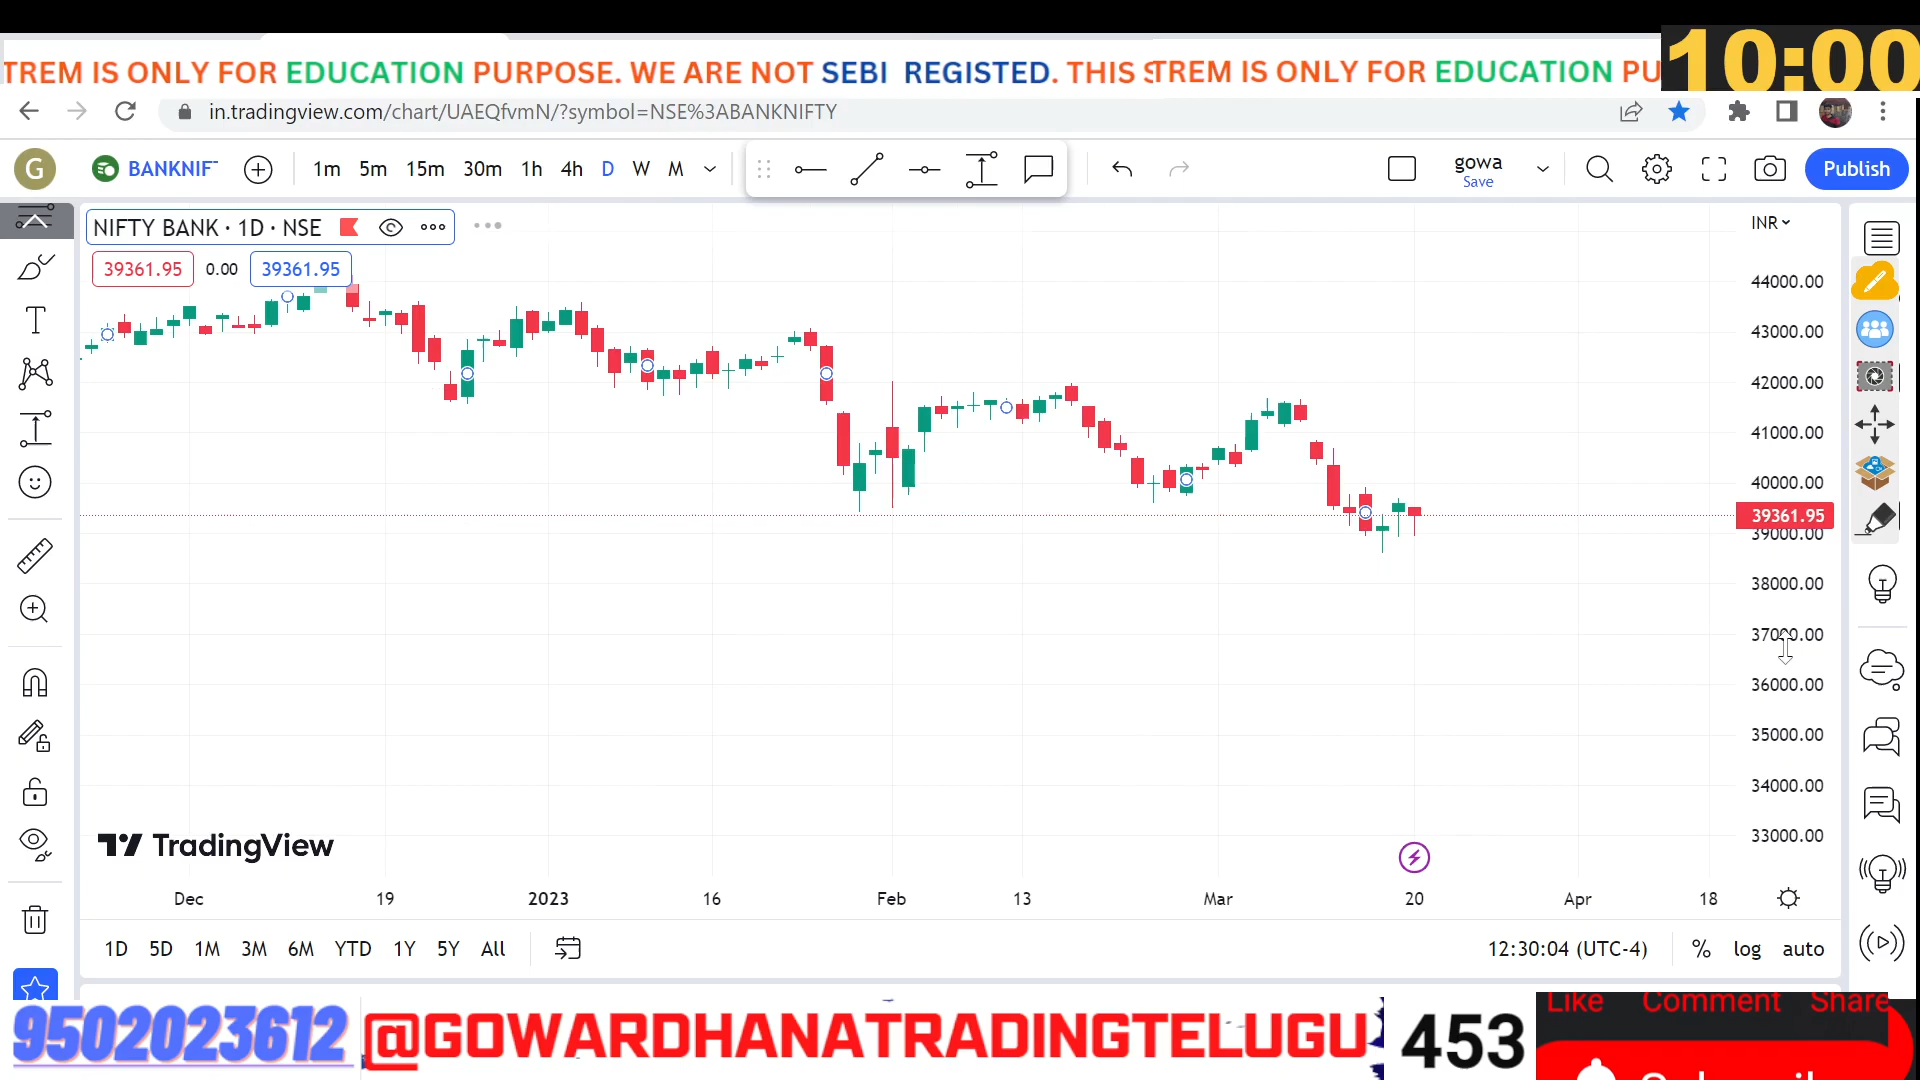 TREM IS ONLY FOR EDUCATION PURPOSE. WE ARE NOT SEBI REGISTED. THIS STREM IS ONLY FOR EDUCATION PU
10:00
in.tradingview.com/chart/UAEQfvmN/?symbol=NSE%3ABANKNIFTY
G BANKNIF 1m 5m 15m 30m 1h 4h D W M gowa Save Publish
NIFTY BANK · 1D · NSE
INR
39361.95 0.00 39361.95
44000.00
43000.00
42000.00
41000.00
40000.00
39361.95
39000.00
38000.00
37000.00
36000.00
35000.00
34000.00
33000.00
TradingView
Dec 19 2023 16 Feb 13 Mar 20 Apr 18
1D 5D 1M 3M 6M YTD 1Y 5Y All 12:30:04 (UTC-4) % log auto
9502023612 @GOWARDHANATRADINGTELUGU 453
Like Comment Share